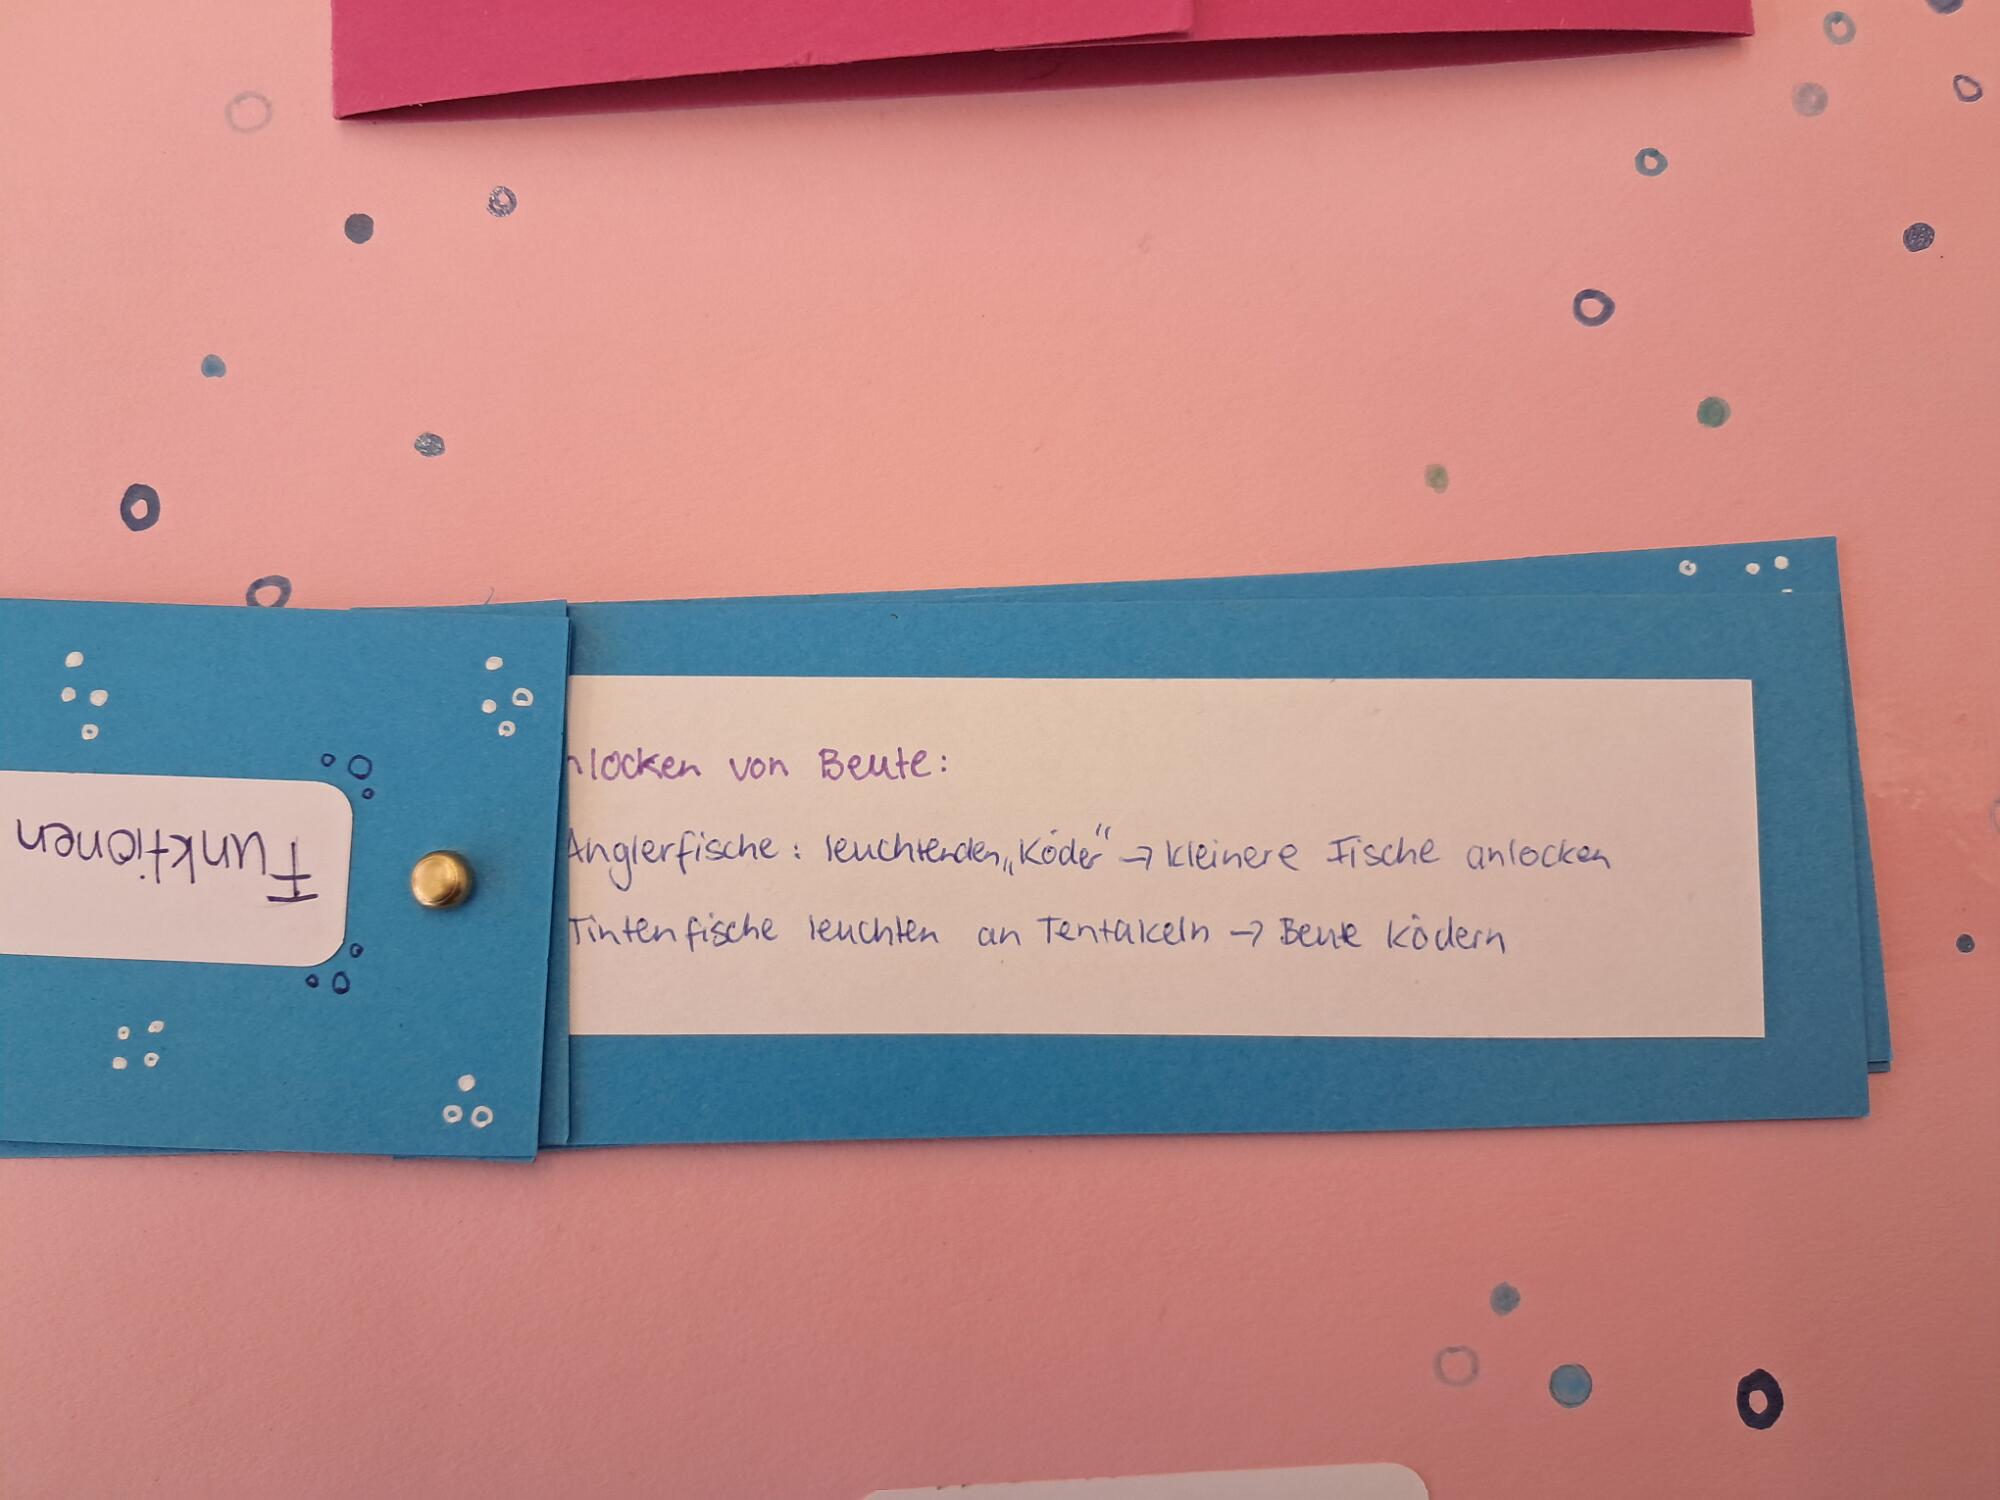 Funktionen
nlocken von Beute:
Anglerfische: leuchtenden „Köder“ → kleinere Fische anlocken
Tintenfische leuchten an Tentakeln → Beute ködern